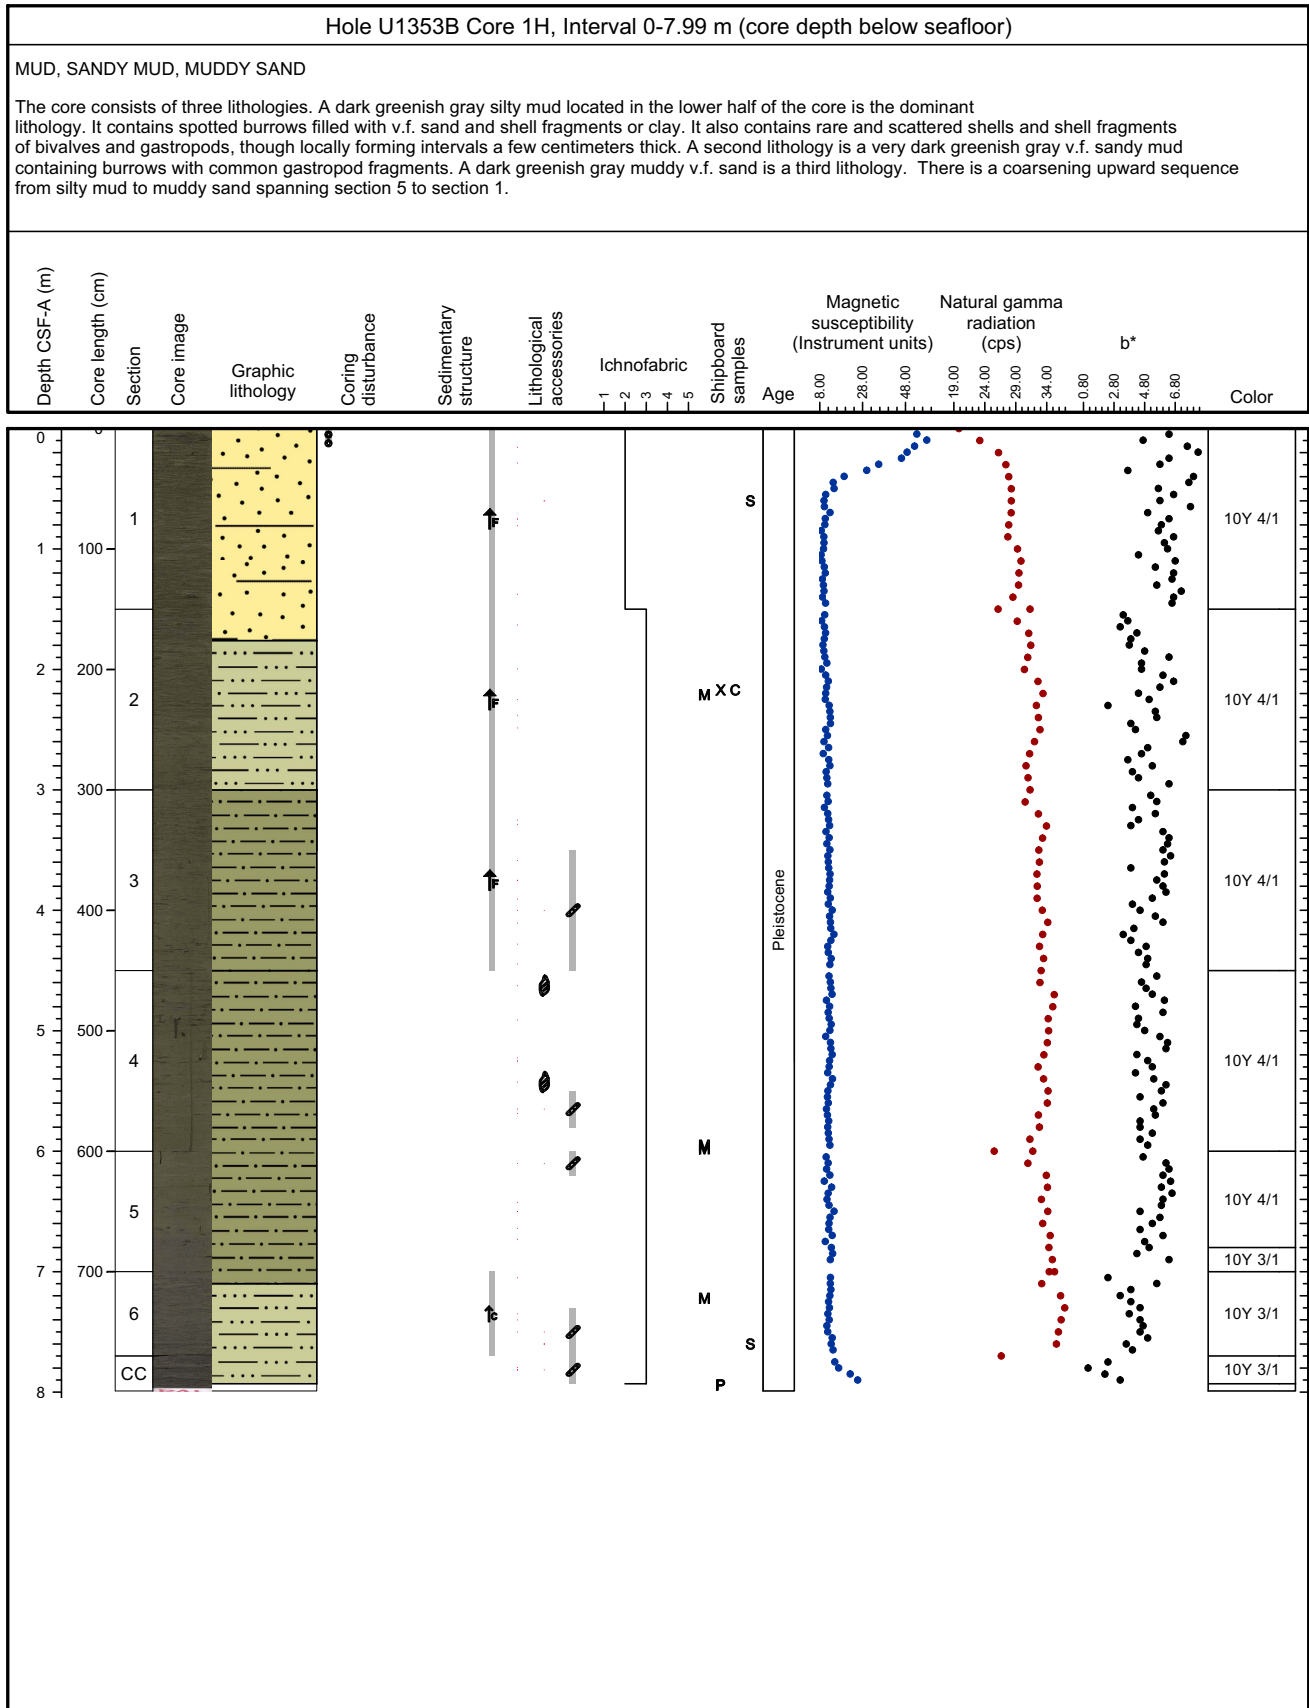 Hole U1353B Core 1H, Interval 0-7.99 m (core depth below seafloor)
MUD, SANDY MUD, MUDDY SAND
The core consists of three lithologies. A dark greenish gray silty mud located in the lower half of the core is the dominant
lithology. It contains spotted burrows filled with v.f. sand and shell fragments or clay. It also contains rare and scattered shells and shell fragments
of bivalves and gastropods, though locally forming intervals a few centimeters thick. A second lithology is a very dark greenish gray v.f. sandy mud
containing burrows with common gastropod fragments. A dark greenish gray muddy v.f. sand is a third lithology. There is a coarsening upward sequence
from silty mud to muddy sand spanning section 5 to section 1.
Depth CSF-A (m)
Core length (cm)
Section
Core image
Graphic
lithology
Coring
disturbance
Sedimentary
structure
Lithological
accessories
Ichnofabric
1 2 3 4 5
Shipboard
samples
Age
Magnetic
susceptibility
(Instrument units)
8.00 28.00 48.00
Natural gamma
radiation
(cps)
19.00 24.00 29.00 34.00
b*
0.80 2.80 4.80 6.80
Color
0
1
2
3
4
5
6
7
8
0
100
200
300
400
500
600
700
1
2
3
4
5
6
CC
F
F
F
C
S
M X C
M
M
S
P
Pleistocene
10Y 4/1
10Y 4/1
10Y 4/1
10Y 4/1
10Y 4/1
10Y 3/1
10Y 3/1
10Y 3/1